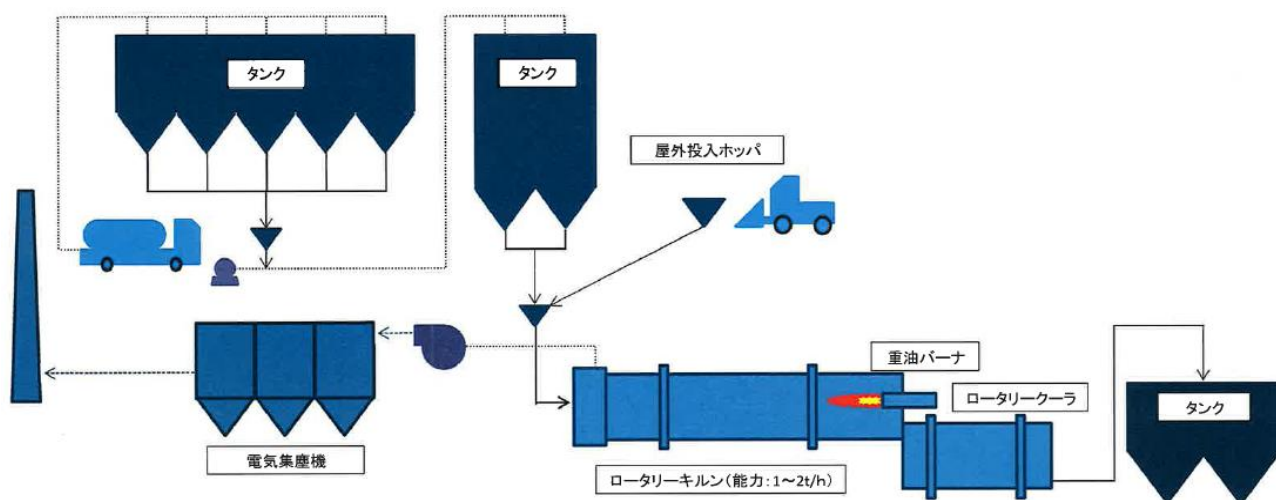 タンク
タンク
屋外投入ホッパ
重油バーナ
ロータリークーラ
タンク
電気集塵機
ロータリーキルン(能力:1～2t/h)